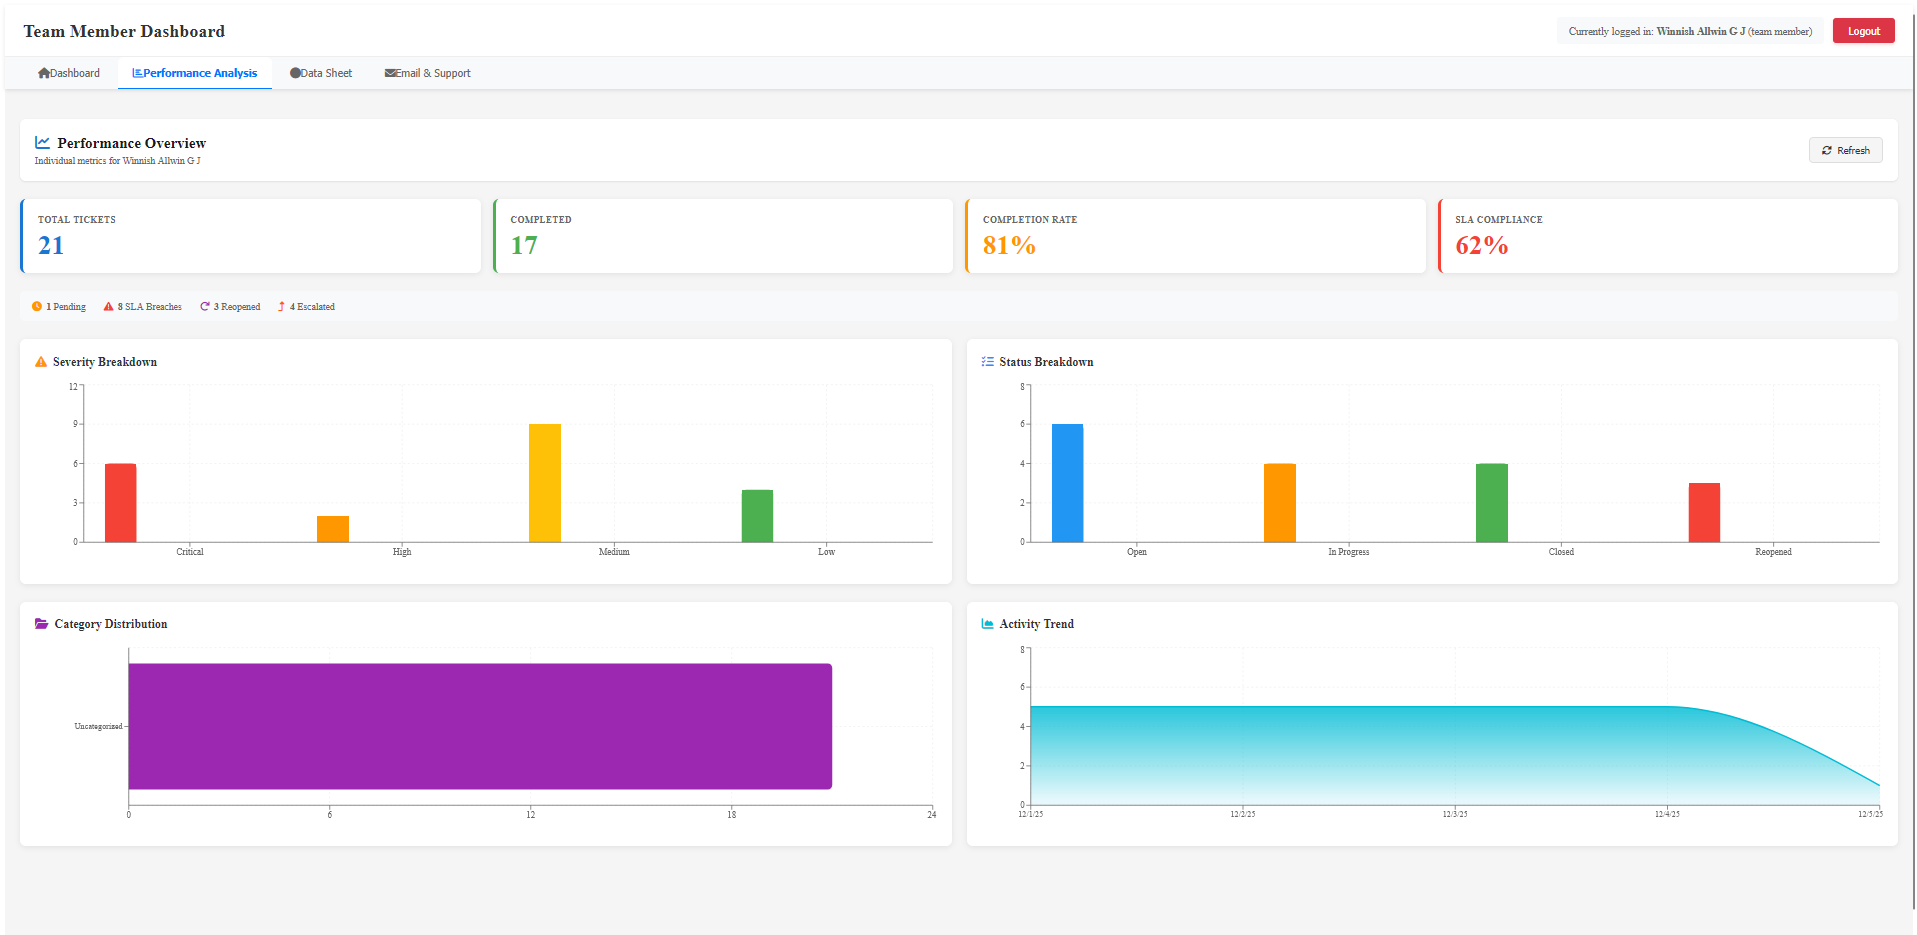 Team Member Dashboard
Currently logged in: Winnish Allwin G J (team member)
Logout
Dashboard
Performance Analysis
Data Sheet
Email & Support
Performance Overview
Individual metrics for Winnish Allwin G J
Refresh
TOTAL TICKETS
21
COMPLETED
17
COMPLETION RATE
81%
SLA COMPLIANCE
62%
1 Pending
8 SLA Breaches
3 Reopened
4 Escalated
Severity Breakdown
12
9
6
3
0
Critical
High
Medium
Low
Status Breakdown
8
6
4
2
0
Open
In Progress
Closed
Reopened
Category Distribution
Uncategorized
0
6
12
18
24
Activity Trend
8
6
4
2
0
12/1/25
12/2/25
12/3/25
12/4/25
12/5/25